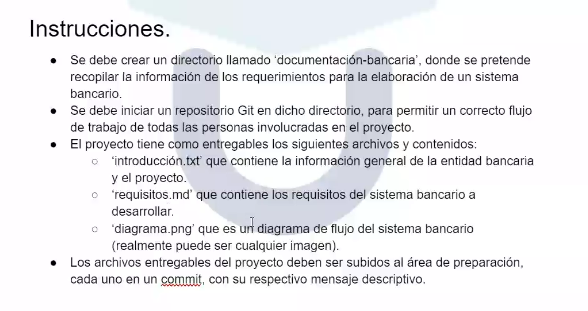 Instrucciones.
● Se debe crear un directorio llamado ‘documentación-bancaria’, donde se pretende
recopilar la información de los requerimientos para la elaboración de un sistema
bancario.
● Se debe iniciar un repositorio Git en dicho directorio, para permitir un correcto flujo
de trabajo de todas las personas involucradas en el proyecto.
● El proyecto tiene como entregables los siguientes archivos y contenidos:
○ ‘introducción.txt’ que contiene la información general de la entidad bancaria
y el proyecto.
○ ‘requisitos.md’ que contiene los requisitos del sistema bancario a
desarrollar.
○ ‘diagrama.png’ que es un diagrama de flujo del sistema bancario
(realmente puede ser cualquier imagen).
● Los archivos entregables del proyecto deben ser subidos al área de preparación,
cada uno en un commit, con su respectivo mensaje descriptivo.